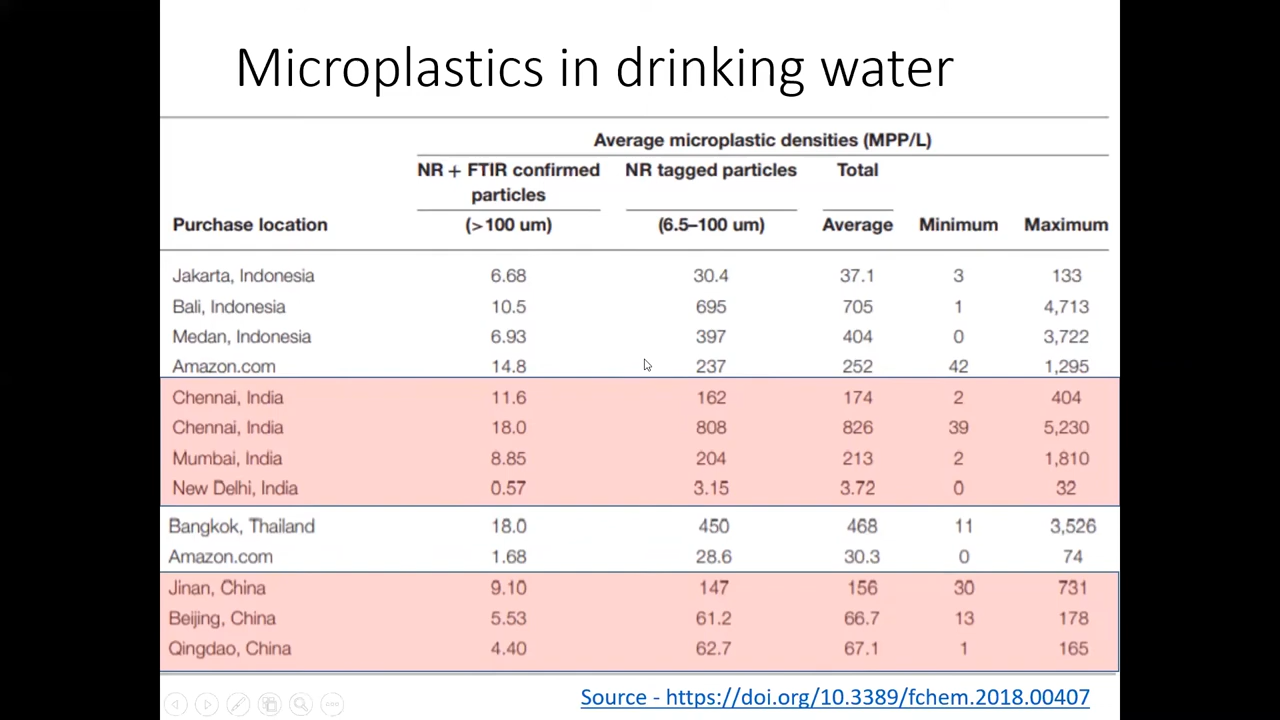 Microplastics in drinking water
Average microplastic densities (MPP/L)
NR + FTIR confirmed particles NR tagged particles Total
Purchase location (>100 um) (6.5–100 um) Average Minimum Maximum
Jakarta, Indonesia 6.68 30.4 37.1 3 133
Bali, Indonesia 10.5 695 705 1 4,713
Medan, Indonesia 6.93 397 404 0 3,722
Amazon.com 14.8 237 252 42 1,295
Chennai, India 11.6 162 174 2 404
Chennai, India 18.0 808 826 39 5,230
Mumbai, India 8.85 204 213 2 1,810
New Delhi, India 0.57 3.15 3.72 0 32
Bangkok, Thailand 18.0 450 468 11 3,526
Amazon.com 1.68 28.6 30.3 0 74
Jinan, China 9.10 147 156 30 731
Beijing, China 5.53 61.2 66.7 13 178
Qingdao, China 4.40 62.7 67.1 1 165
Source - https://doi.org/10.3389/fchem.2018.00407